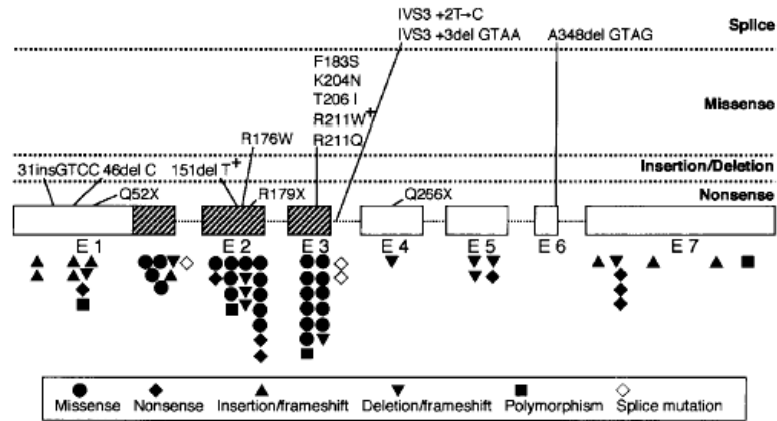 IVS3 +2T→C
IVS3 +3del GTAA
A348del GTAG
Splice
F183S
K204N
T206 I
R211W+
R211Q
Missense
R176W
31insGTCC 46del C
151del T+
Insertion/Deletion
Q52X
R179X
Q266X
Nonsense
E 1
E 2
E 3
E 4
E 5
E 6
E 7
Missense
Nonsense
Insertion/frameshift
Deletion/frameshift
Polymorphism
Splice mutation